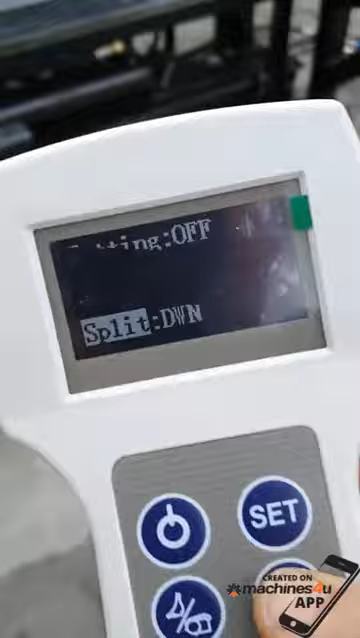 :OFF
Split:DWN
SET
CREATED ON
machines4u
APP